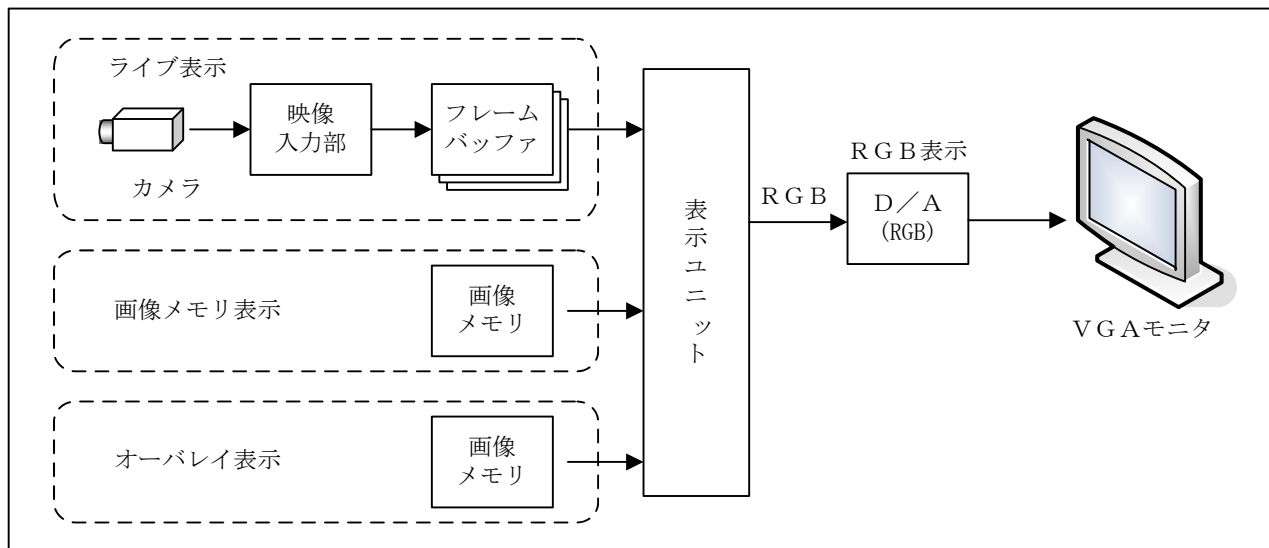 ライブ表示
カメラ
映像
入力部
フレーム
バッファ
画像メモリ表示
画像
メモリ
オーバレイ表示
画像
メモリ
表示ユニット
ＲＧＢ
ＲＧＢ表示
Ｄ／Ａ
(RGB)
ＶＧＡモニタ